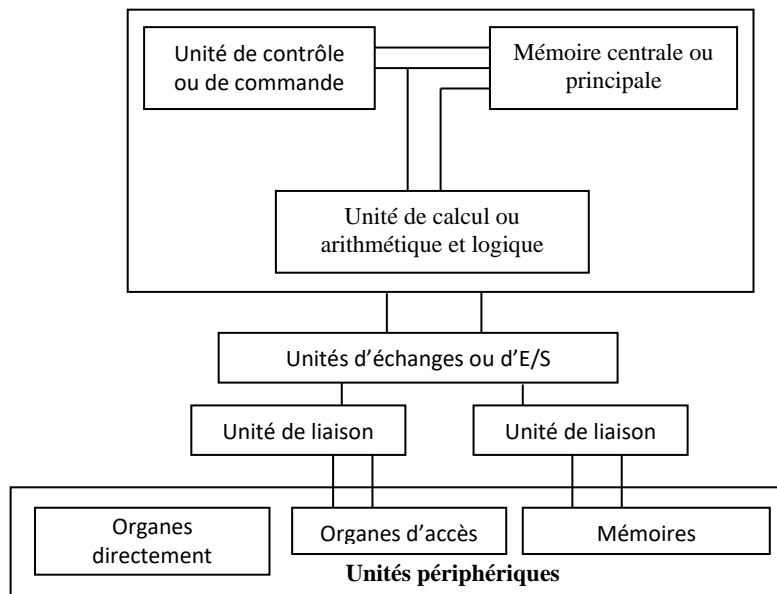 Unité de contrôle
ou de commande
Mémoire centrale ou
principale
Unité de calcul ou
arithmétique et logique
Unités d'échanges ou d'E/S
Unité de liaison
Unité de liaison
Organes
directement
Organes d'accès
Mémoires
Unités périphériques